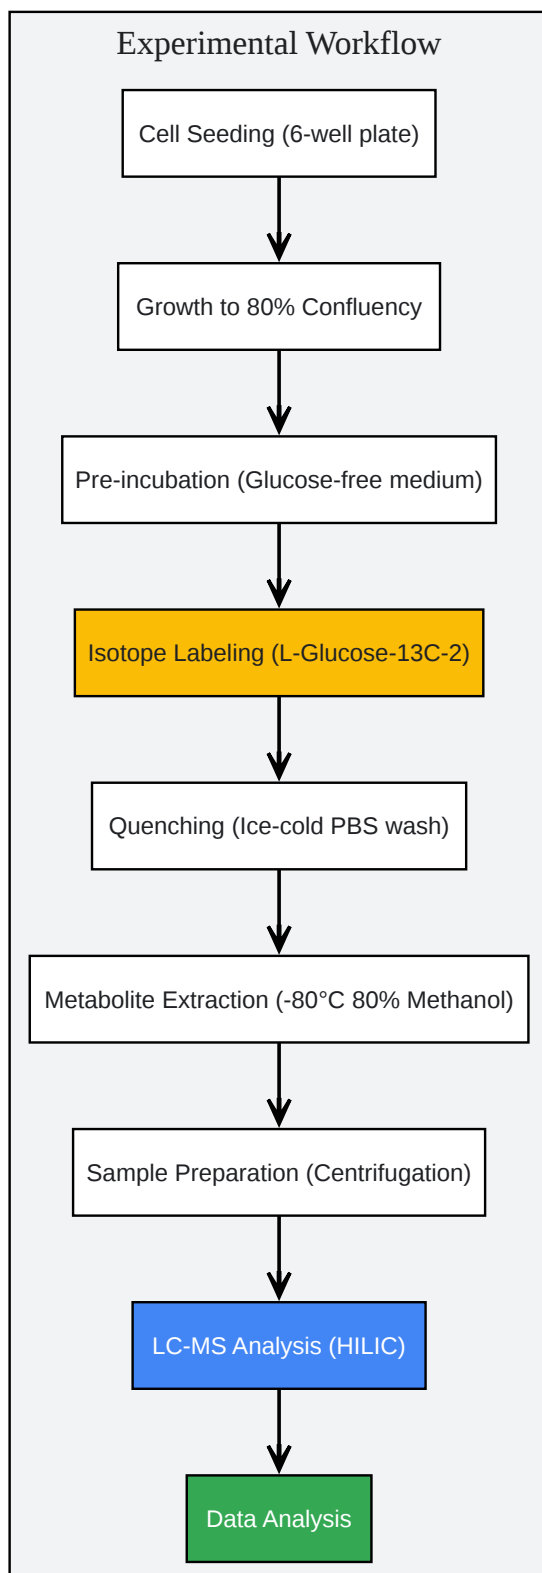 Experimental Workflow
Cell Seeding (6-well plate)
Growth to 80% Confluency
Pre-incubation (Glucose-free medium)
Isotope Labeling (L-Glucose-13C-2)
Quenching (Ice-cold PBS wash)
Metabolite Extraction (-80°C 80% Methanol)
Sample Preparation (Centrifugation)
LC-MS Analysis (HILIC)
Data Analysis